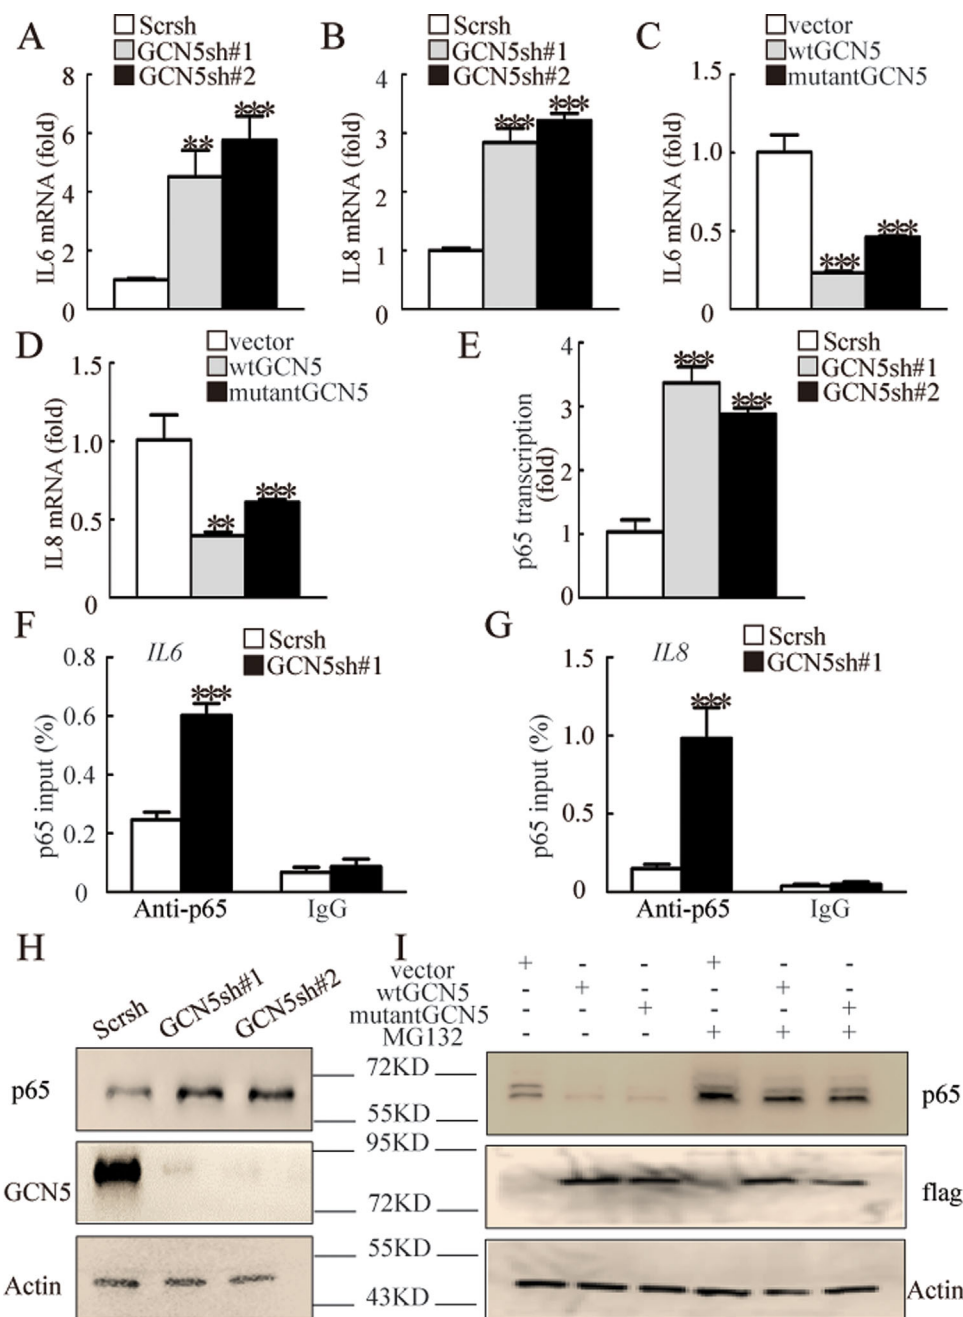 A
Scrsh
GCN5sh#1
GCN5sh#2
IL6 mRNA (fold)
8
6
4
2
0
**
***
B
Scrsh
GCN5sh#1
GCN5sh#2
IL8 mRNA (fold)
4
3
2
1
0
***
***
C
vector
wtGCN5
mutantGCN5
IL6 mRNA (fold)
1.5
1.0
0.5
0
***
***
D
vector
wtGCN5
mutantGCN5
IL8 mRNA (fold)
1.5
1.0
0.5
0
**
***
E
Scrsh
GCN5sh#1
GCN5sh#2
p65 transcription
(fold)
4
3
2
1
0
***
***
F
IL6
Scrsh
GCN5sh#1
p65 input (%)
0.8
0.6
0.4
0.2
0
***
Anti-p65 IgG
G
IL8
Scrsh
GCN5sh#1
p65 input (%)
1.5
1.0
0.5
0
***
Anti-p65 IgG
H
Scrsh GCN5sh#1 GCN5sh#2
p65
GCN5
Actin
72KD
55KD
95KD
72KD
55KD
43KD
I
vector + - - + - -
wtGCN5 - + - - + -
mutantGCN5 - - + - - +
MG132 - - - + + +
p65
flag
Actin